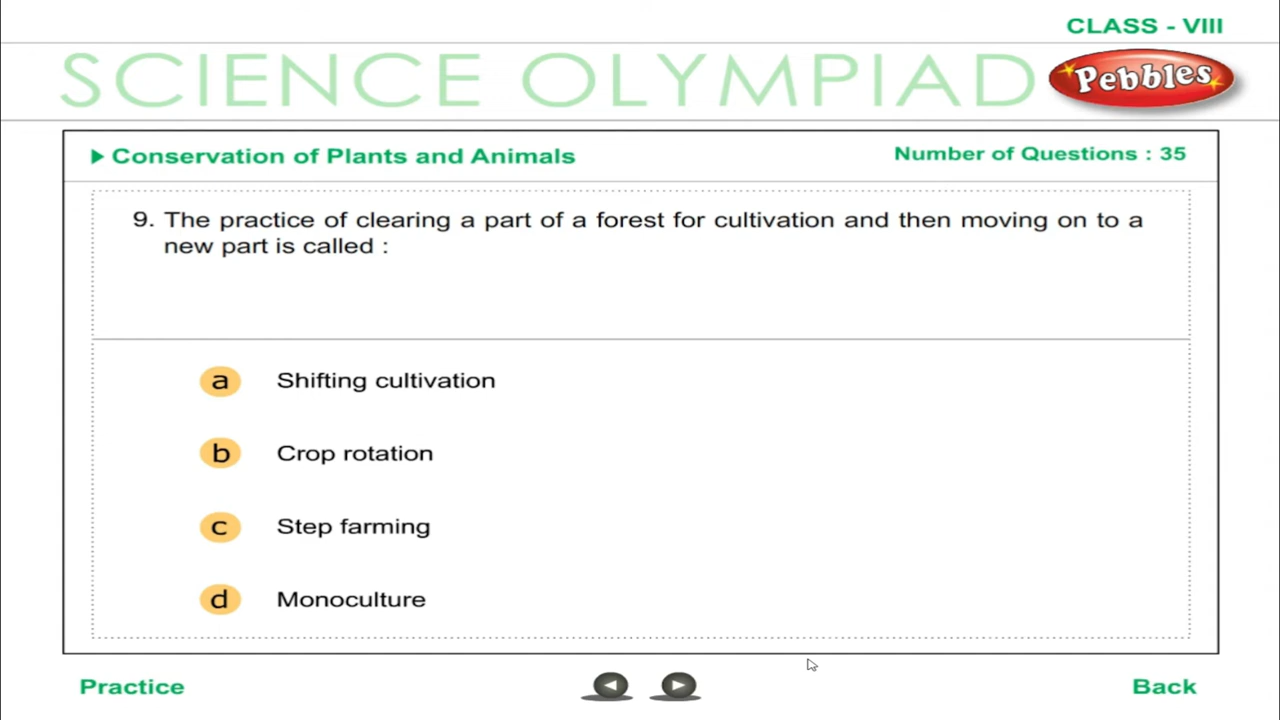 CLASS - VIII
SCIENCE OLYMPIAD
Pebbles
Conservation of Plants and Animals
Number of Questions : 35
9. The practice of clearing a part of a forest for cultivation and then moving on to a
new part is called :
a Shifting cultivation
b Crop rotation
c Step farming
d Monoculture
Practice
Back